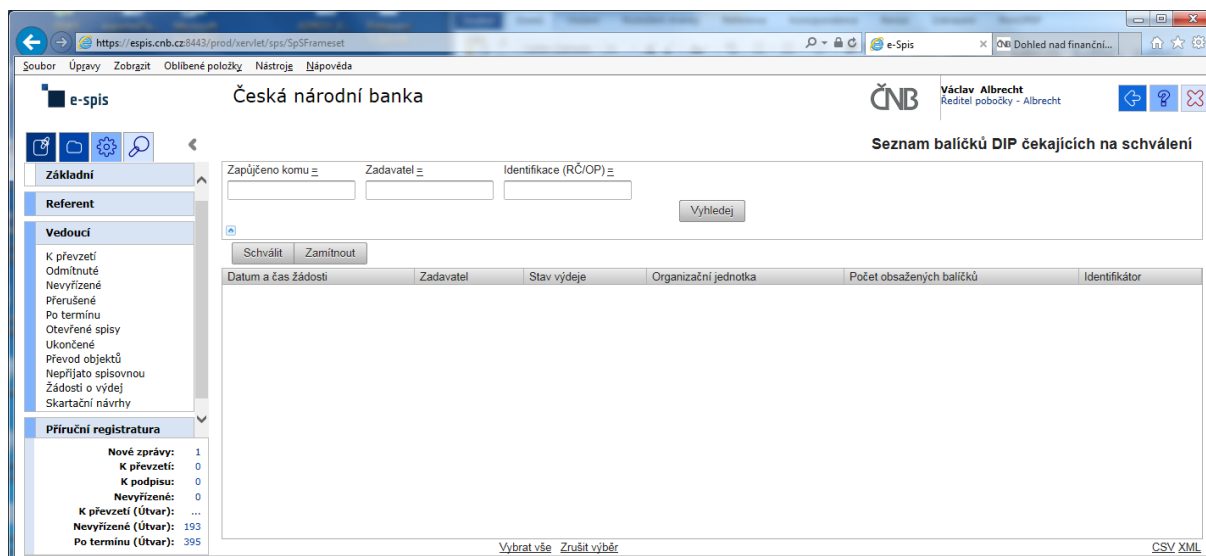 https://espis.cnb.cz:8443/prod/xervlet/sps/SpSFrameset
e-Spis
ČNB Dohled nad finanční...
Soubor Úpravy Zobrazit Oblíbené položky Nástroje Nápověda
e-spis
Česká národní banka
ČNB
Václav Albrecht
Ředitel pobočky - Albrecht
Seznam balíčků DIP čekajících na schválení
Základní
Referent
Vedoucí
K převzetí
Odmítnuté
Nevyřízené
Přerušené
Po termínu
Otevřené spisy
Ukončené
Převod objektů
Nepřijato spisovnou
Žádosti o výdej
Skartační návrhy
Příruční registratura
Nové zprávy: 1
K převzetí: 0
K podpisu: 0
Nevyřízené: 0
K převzetí (Útvar): ...
Nevyřízené (Útvar): 193
Po termínu (Útvar): 395
Zapůjčeno komu = Zadavatel = Identifikace (RČ/OP) =
Vyhledej
Schválit Zamítnout
Datum a čas žádosti Zadavatel Stav výdeje Organizační jednotka Počet obsažených balíčků Identifikátor
Vybrat vše Zrušit výběr CSV XML